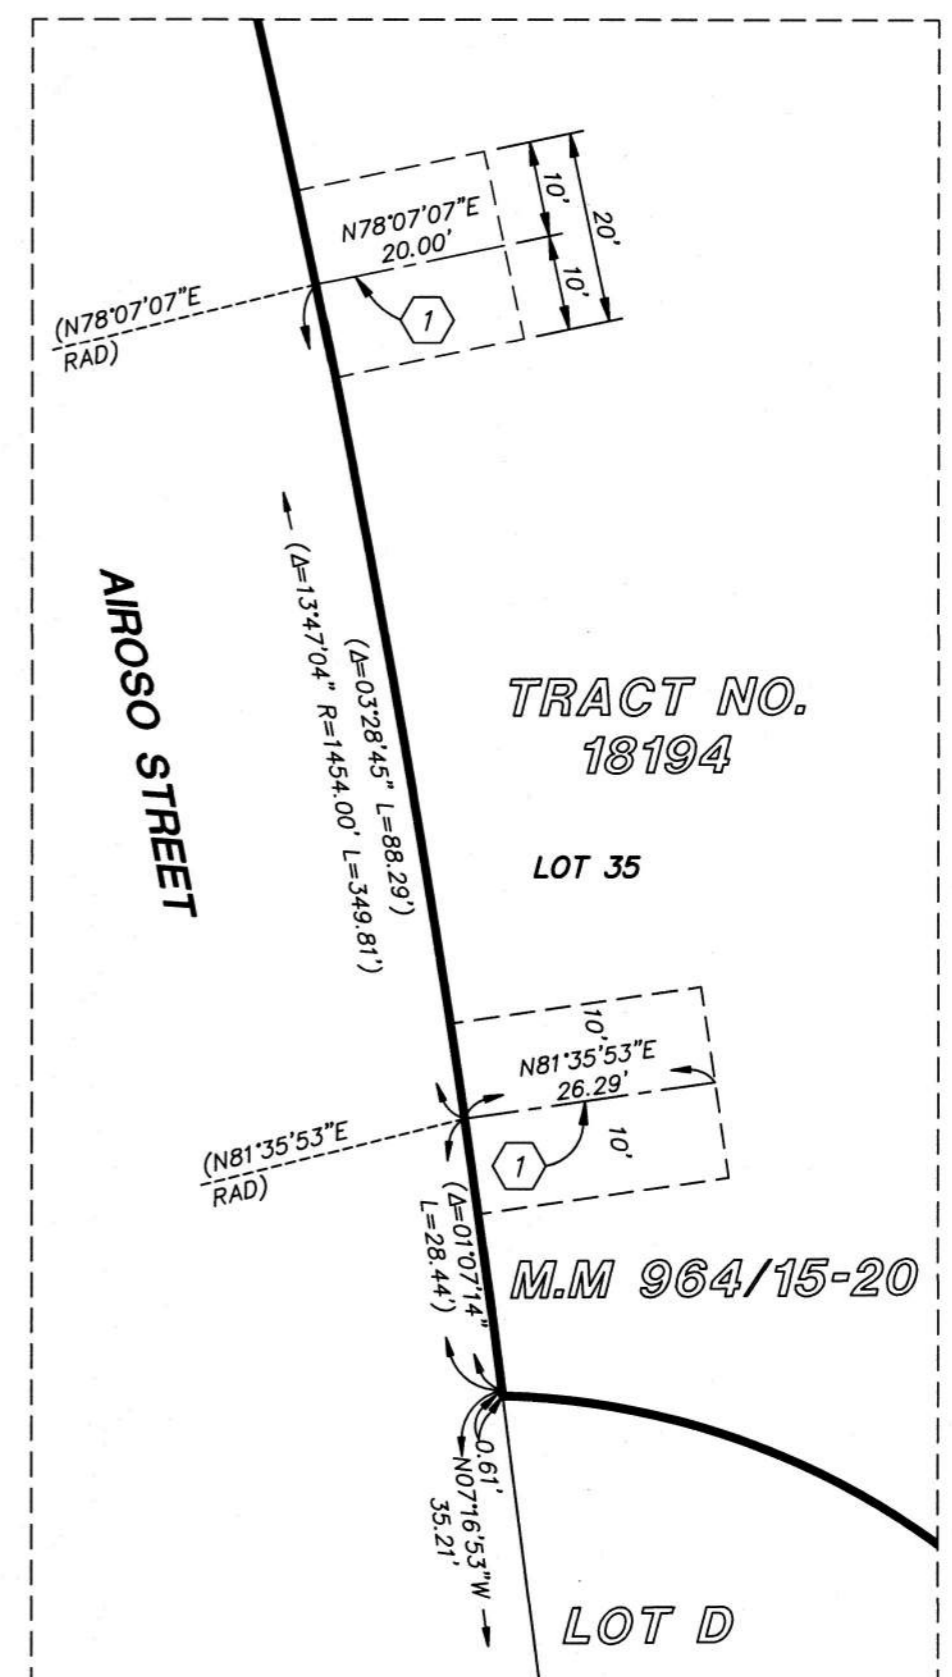 10'
20'
10'
N78°07'07"E
20.00'
1
(N78°07'07"E
RAD)
(Δ=03°28'45" L=88.29')
(Δ=13°47'04" R=1454.00' L=349.81')
AIROSO STREET
TRACT NO.
18194
LOT 35
10'
N81°35'53"E
26.29'
10'
1
(N81°35'53"E
RAD)
(Δ=01°07'14"
L=28.44')
M.M 964/15-20
0.61'
N07°16'53"W
35.21'
LOT D